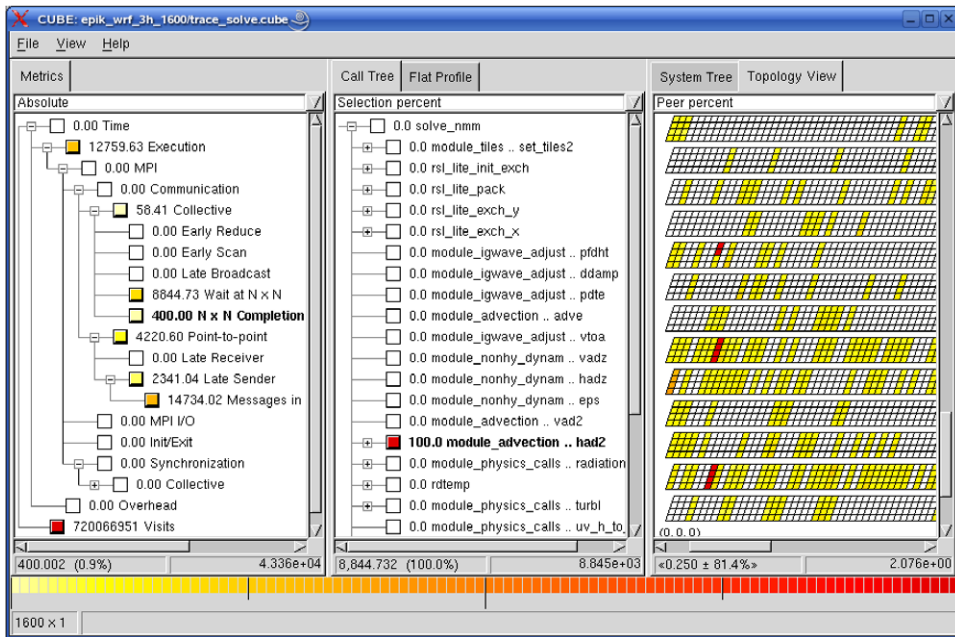 CUBE: epik_wrf_3h_1600/trace_solve.cube
File View Help
Metrics
Absolute
0.00 Time
12759.63 Execution
0.00 MPI
0.00 Communication
58.41 Collective
0.00 Early Reduce
0.00 Early Scan
0.00 Late Broadcast
8844.73 Wait at N x N
400.00 N x N Completion
4220.60 Point-to-point
0.00 Late Receiver
2341.04 Late Sender
14734.02 Messages in
0.00 MPI I/O
0.00 Init/Exit
0.00 Synchronization
0.00 Collective
0.00 Overhead
720066951 Visits
400.002 (0.9%) 4.336e+04
Call Tree Flat Profile
Selection percent
0.0 solve_nmm
0.0 module_tiles .. set_tiles2
0.0 rsl_lite_init_exch
0.0 rsl_lite_pack
0.0 rsl_lite_exch_y
0.0 rsl_lite_exch_x
0.0 module_igwave_adjust .. pfdht
0.0 module_igwave_adjust .. ddamp
0.0 module_igwave_adjust .. pdte
0.0 module_advection .. adve
0.0 module_igwave_adjust .. vtoa
0.0 module_nonhy_dynam .. vadz
0.0 module_nonhy_dynam .. hadz
0.0 module_nonhy_dynam .. eps
0.0 module_advection .. vad2
100.0 module_advection .. had2
0.0 module_physics_calls .. radiation
0.0 rdtemp
0.0 module_physics_calls .. turbl
0.0 module_physics_calls .. uv_h_to_
8,844.732 (100.0%) 8.845e+03
System Tree Topology View
Peer percent
(0, 0, 0)
«0.250 ± 81.4%» 2.076e+00
1600 x 1